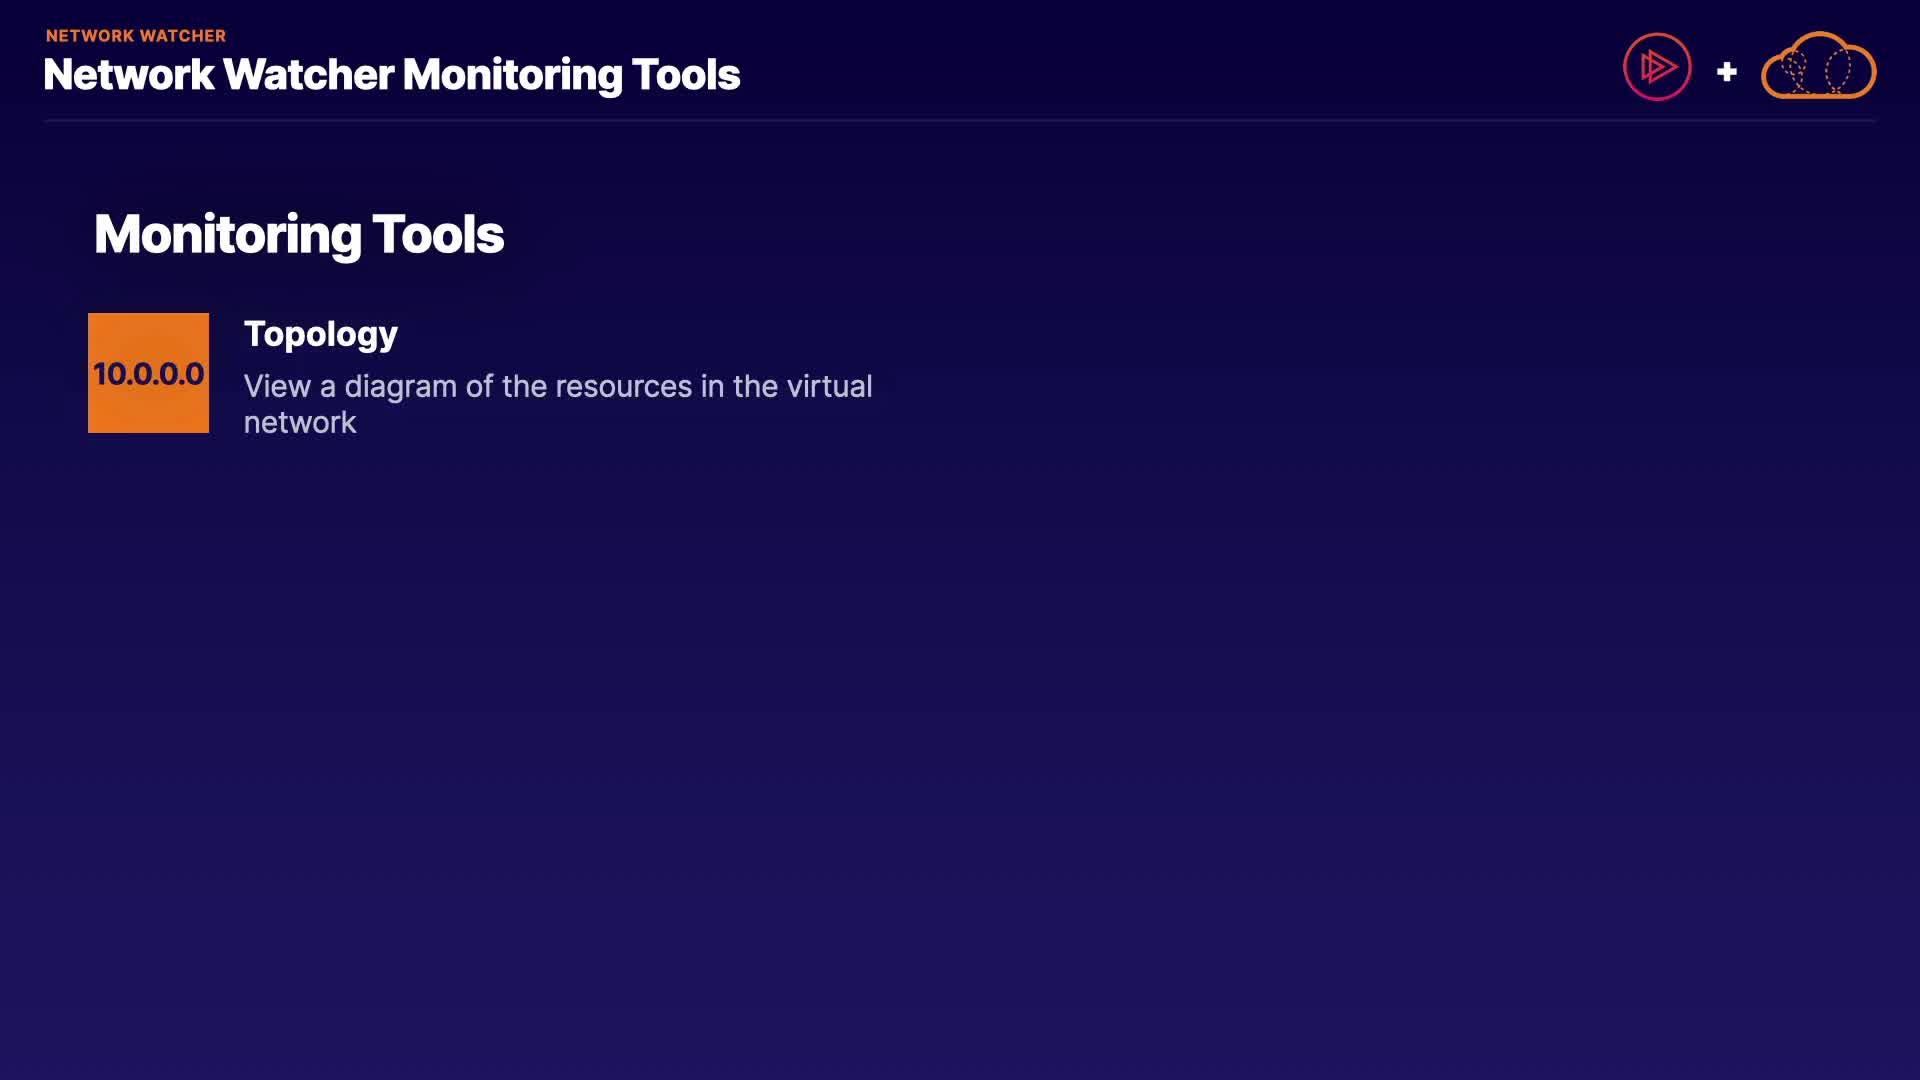 NETWORK WATCHER
Network Watcher Monitoring Tools
+
Monitoring Tools
10.0.0.0
Topology
View a diagram of the resources in the virtual
network